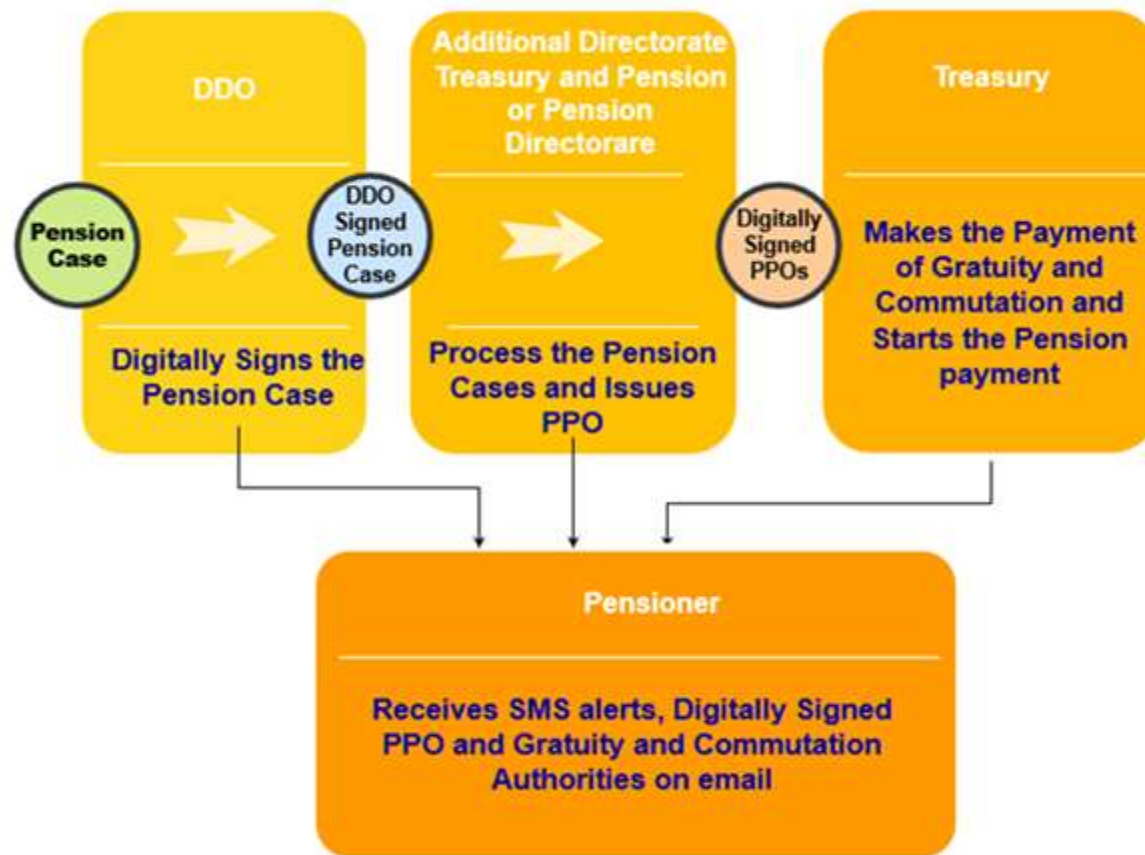 DDO
Pension
Case
Digitally Signs the
Pension Case
DDO
Signed
Pension
Case
Additional Directorate
Treasury and Pension
or Pension
Directorare
Process the Pension
Cases and Issues
PPO
Digitally
Signed
PPOs
Treasury
Makes the Payment
of Gratuity and
Commutation and
Starts the Pension
payment
Pensioner
Receives SMS alerts, Digitally Signed
PPO and Gratuity and Commutation
Authorities on email